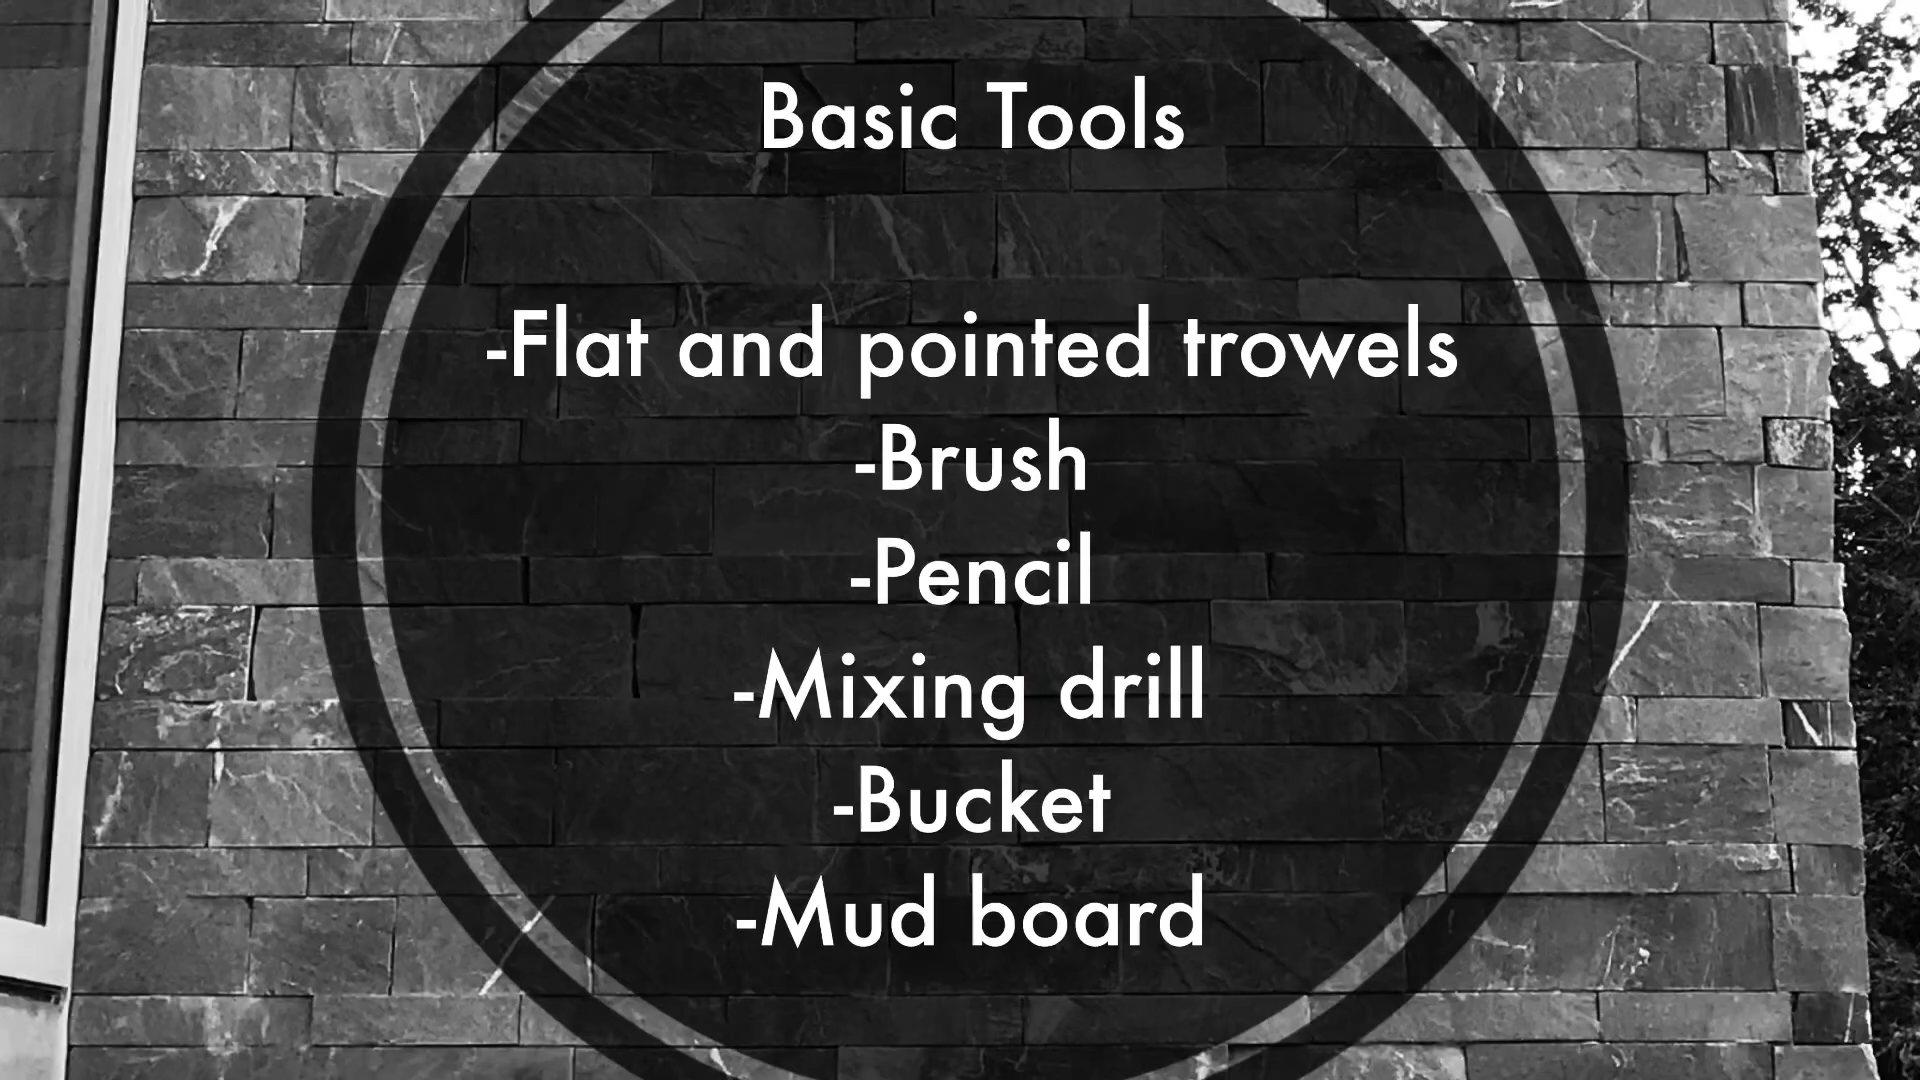 Basic Tools
-Flat and pointed trowels
-Brush
-Pencil
-Mixing drill
-Bucket
-Mud board